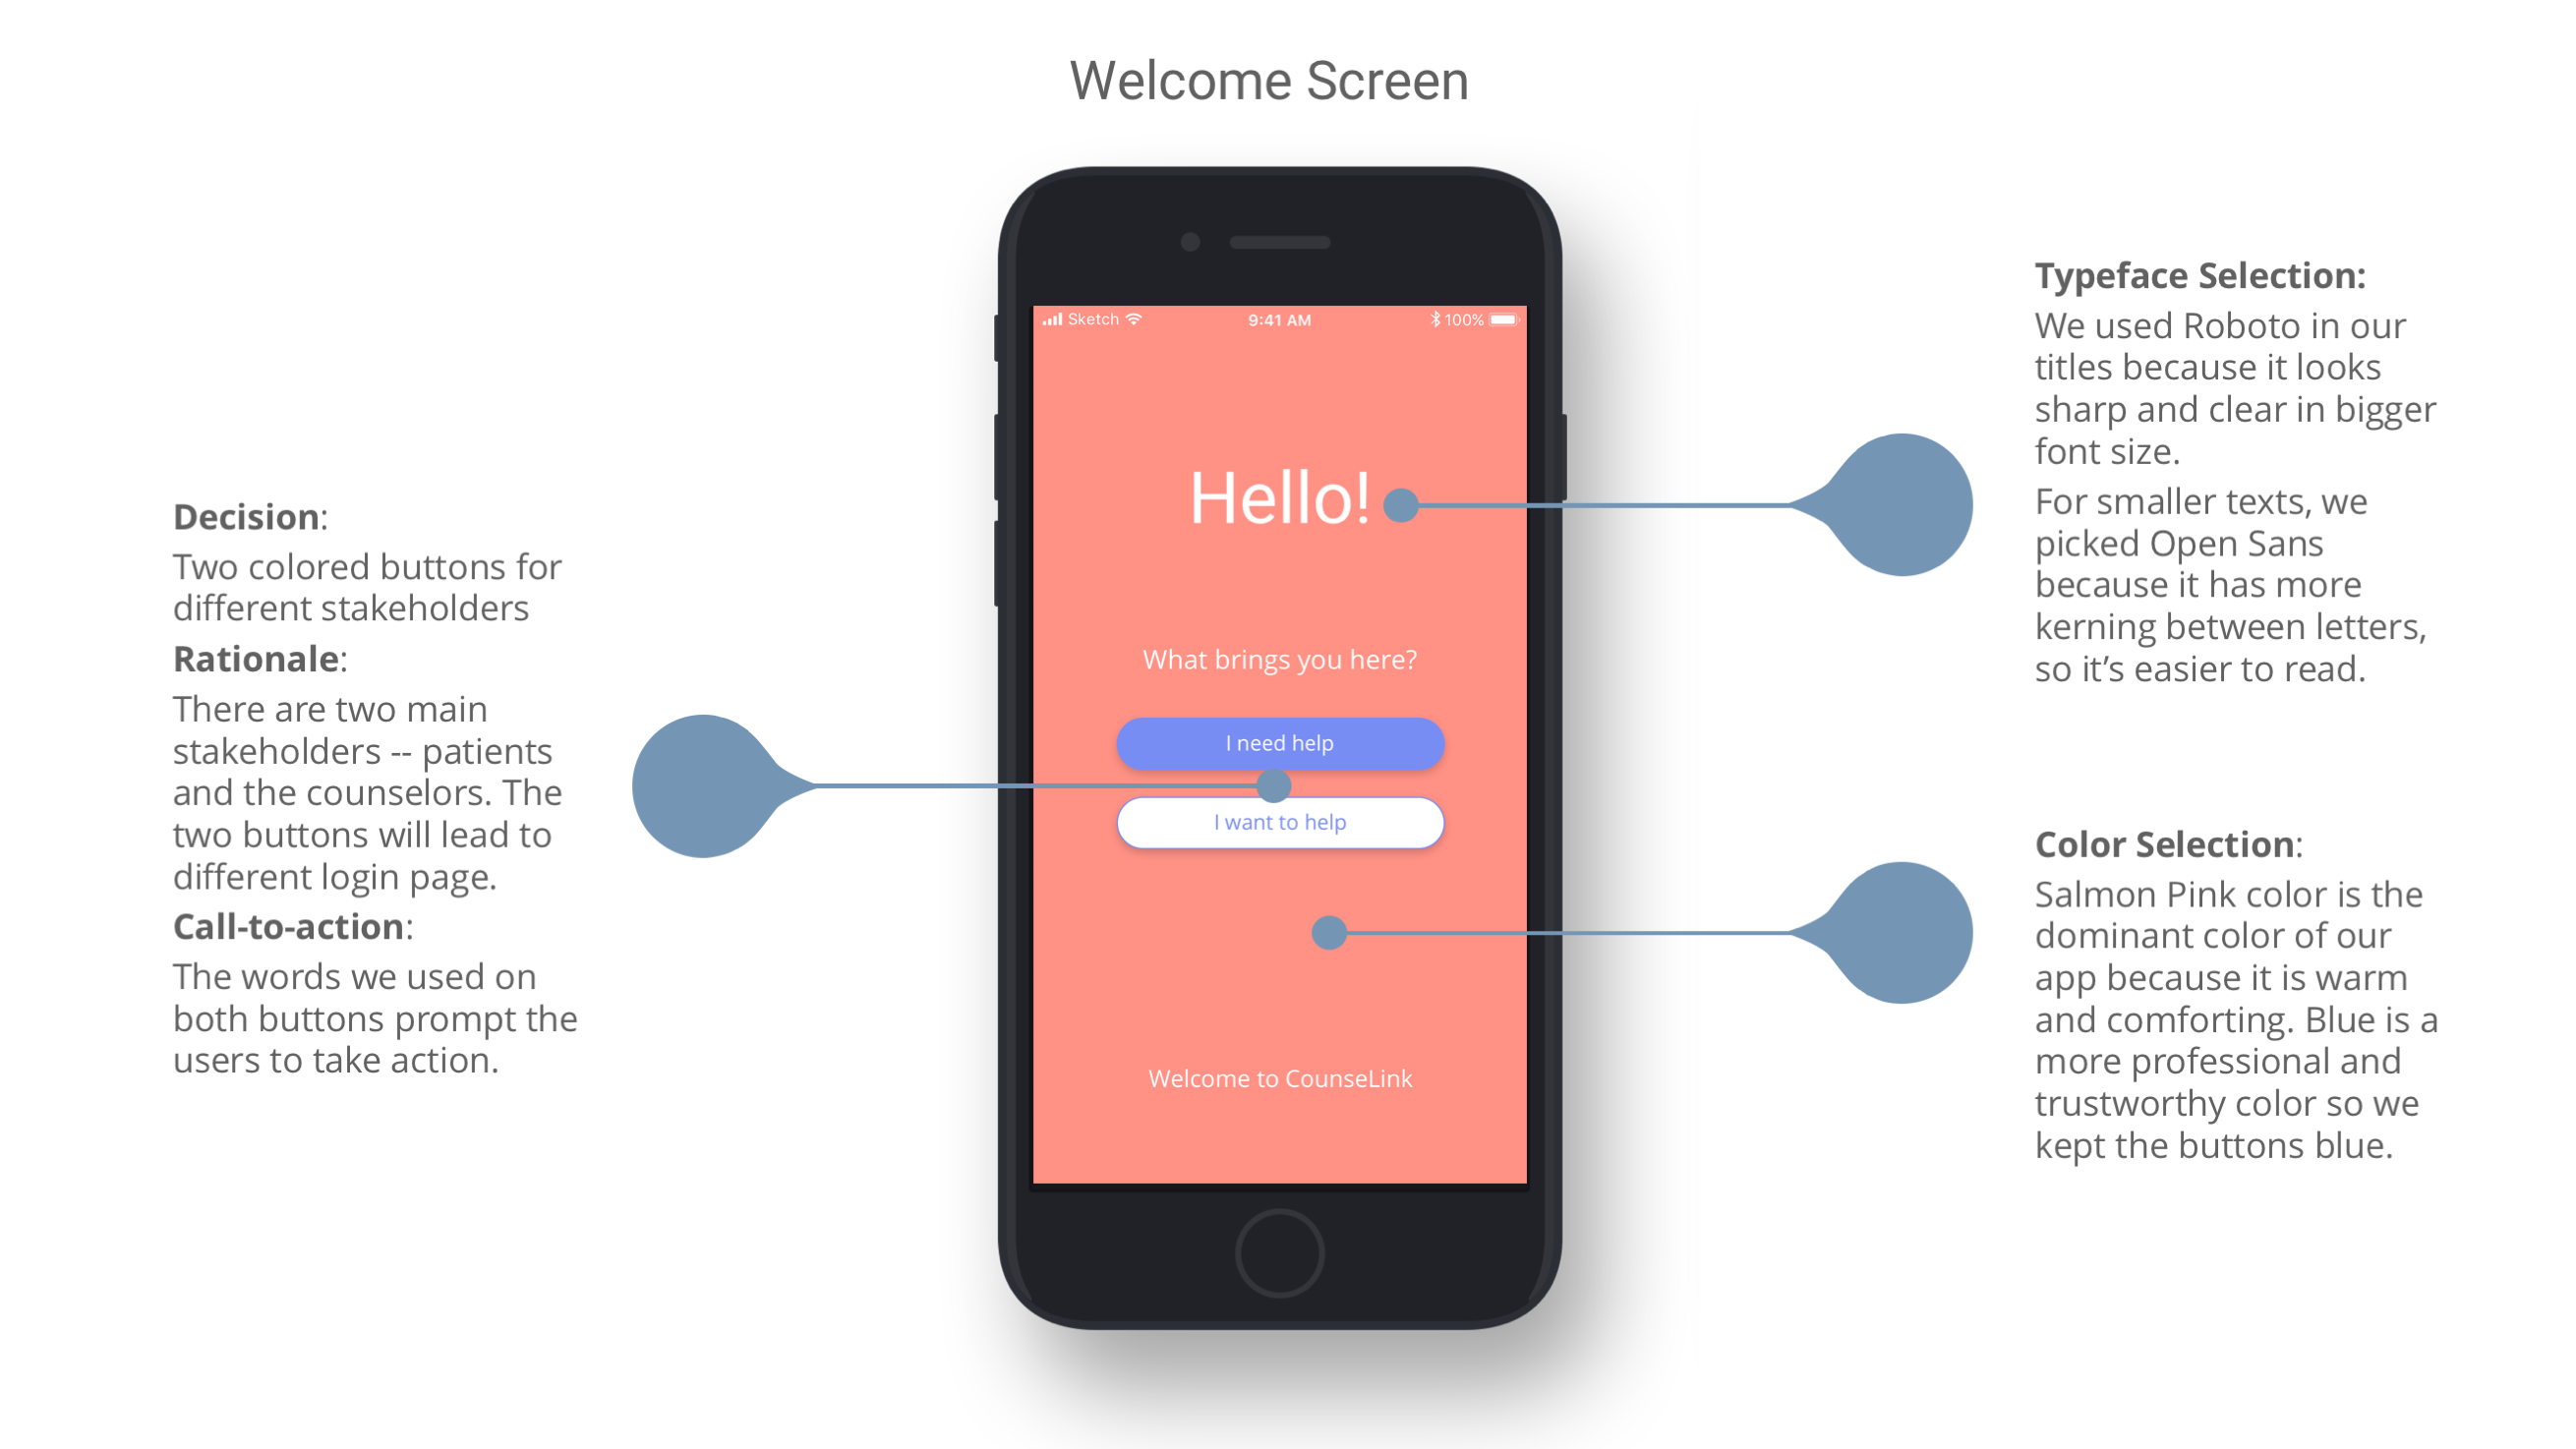 Welcome Screen
Decision:
Two colored buttons for
different stakeholders
Rationale:
There are two main
stakeholders -- patients
and the counselors. The
two buttons will lead to
different login page.
Call-to-action:
The words we used on
both buttons prompt the
users to take action.
Sketch 9:41 AM 100%
Hello!
What brings you here?
I need help
I want to help
Welcome to CounseLink
Typeface Selection:
We used Roboto in our
titles because it looks
sharp and clear in bigger
font size.
For smaller texts, we
picked Open Sans
because it has more
kerning between letters,
so it’s easier to read.
Color Selection:
Salmon Pink color is the
dominant color of our
app because it is warm
and comforting. Blue is a
more professional and
trustworthy color so we
kept the buttons blue.